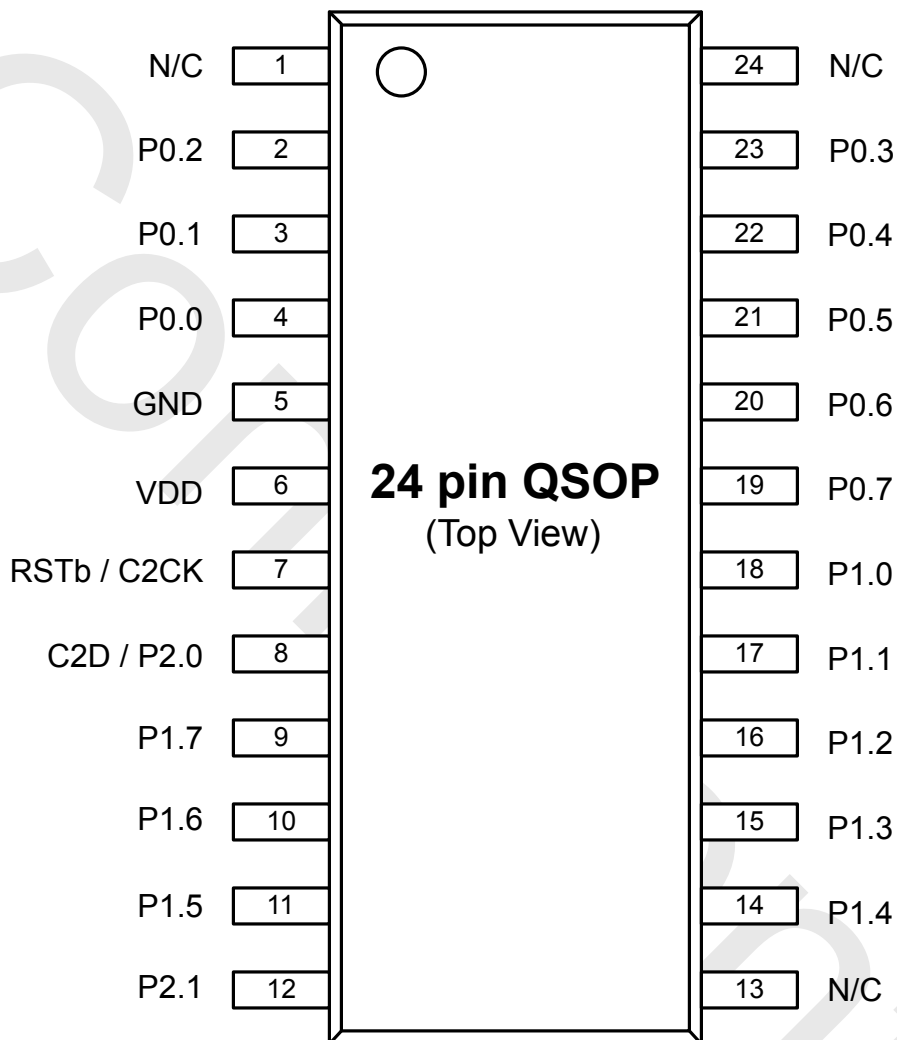 N/C 1 24 N/C
P0.2 2 23 P0.3
P0.1 3 22 P0.4
P0.0 4 21 P0.5
GND 5 20 P0.6
VDD 6 19 P0.7
24 pin QSOP
(Top View)
RSTb / C2CK 7 18 P1.0
C2D / P2.0 8 17 P1.1
P1.7 9 16 P1.2
P1.6 10 15 P1.3
P1.5 11 14 P1.4
P2.1 12 13 N/C